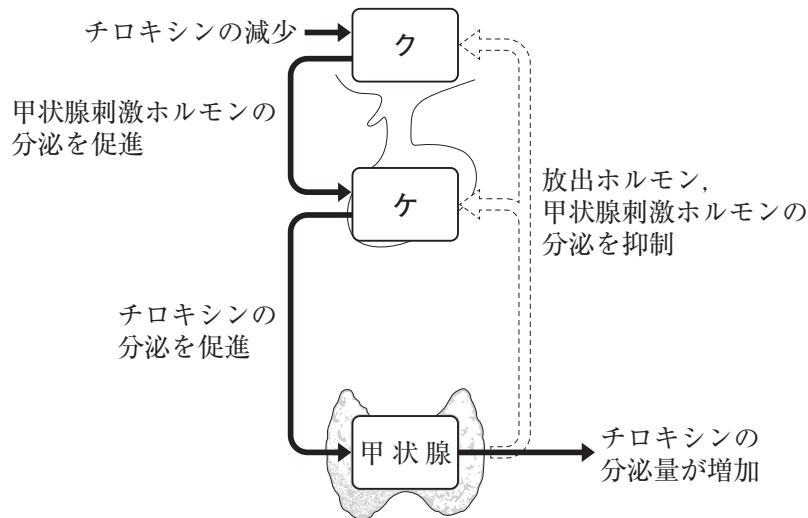 チロキシンの減少
ク
甲状腺刺激ホルモンの
分泌を促進
ケ
放出ホルモン,
甲状腺刺激ホルモンの
分泌を抑制
チロキシンの
分泌を促進
甲状腺
チロキシンの
分泌量が増加